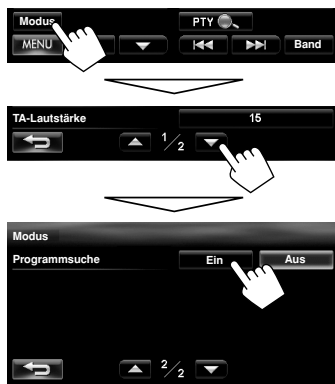 Modus
PTY
MENU
Band
TA-Lautstärke
15
1/2
Modus
Programmsuche
Ein
Aus
2/2